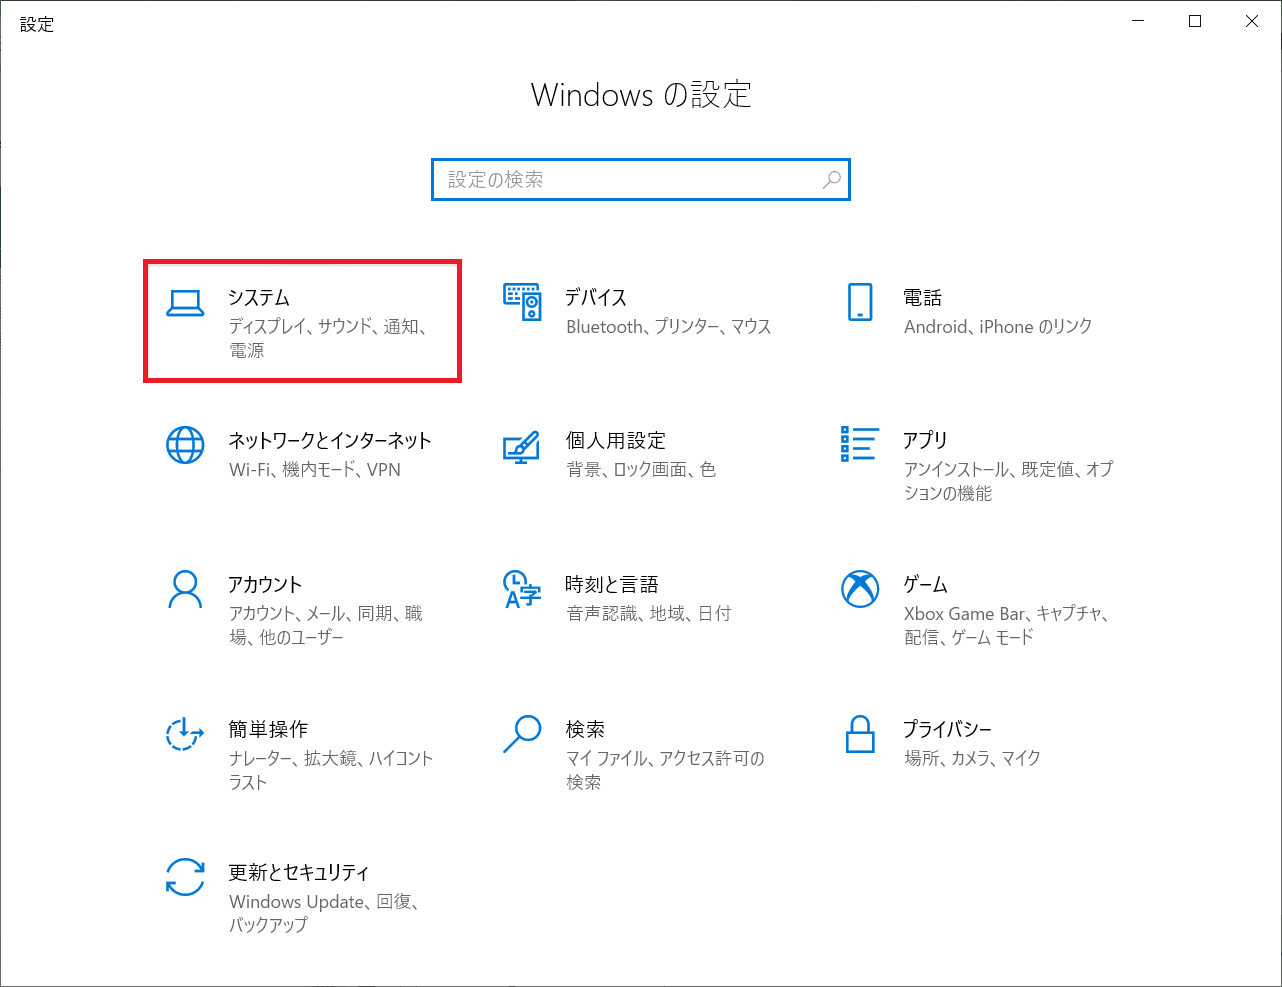 設定
Windows の設定
設定の検索
システム
ディスプレイ、サウンド、通知、
電源
デバイス
Bluetooth、プリンター、マウス
電話
Android、iPhone のリンク
ネットワークとインターネット
Wi-Fi、機内モード、VPN
個人用設定
背景、ロック画面、色
アプリ
アンインストール、既定値、オプ
ションの機能
アカウント
アカウント、メール、同期、職
場、他のユーザー
時刻と言語
音声認識、地域、日付
ゲーム
Xbox Game Bar、キャプチャ、
配信、ゲーム モード
簡単操作
ナレーター、拡大鏡、ハイコント
ラスト
検索
マイ ファイル、アクセス許可の
検索
プライバシー
場所、カメラ、マイク
更新とセキュリティ
Windows Update、回復、
バックアップ